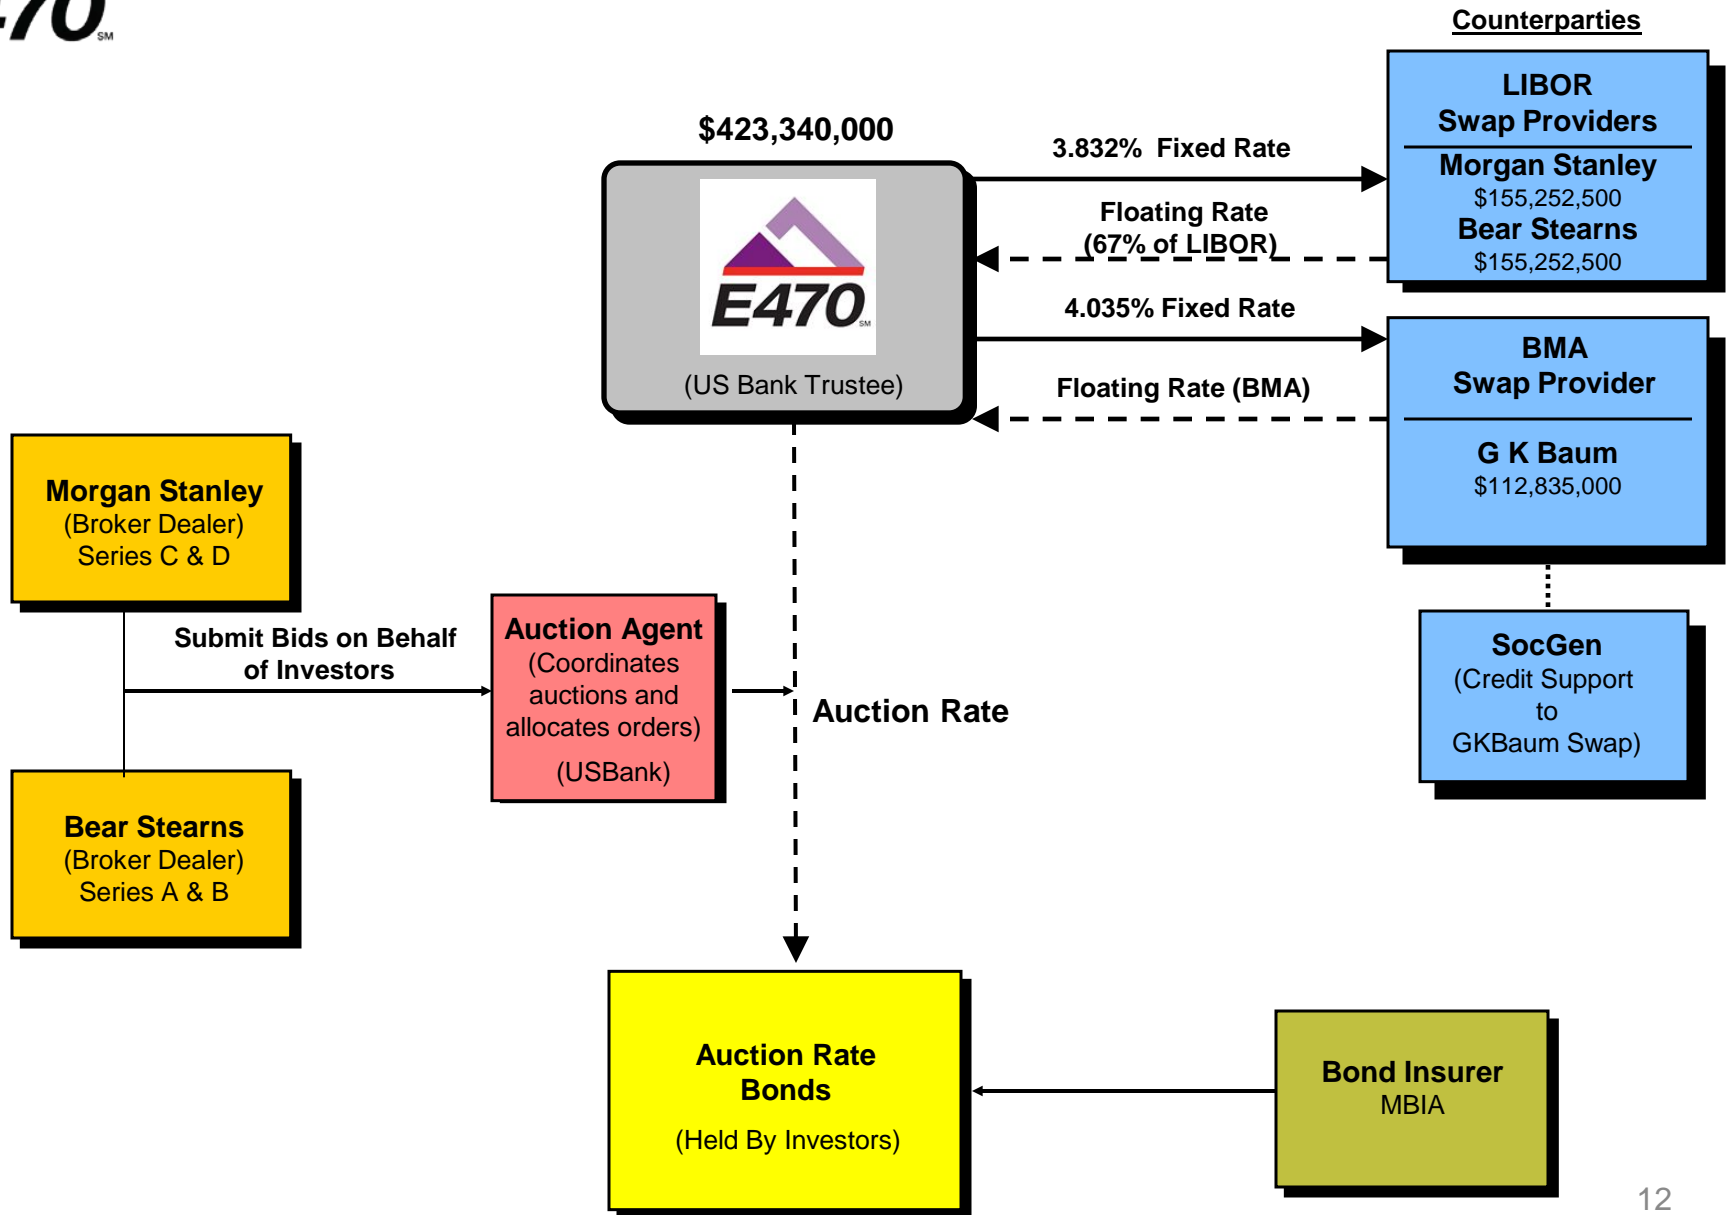 470
SM
Counterparties
LIBOR
Swap Providers
Morgan Stanley
$155,252,500
Bear Stearns
$155,252,500
$423,340,000
3.832% Fixed Rate
Floating Rate
(67% of LIBOR)
4.035% Fixed Rate
Floating Rate (BMA)
E470
SM
(US Bank Trustee)
BMA
Swap Provider
G K Baum
$112,835,000
SocGen
(Credit Support
to
GKBaum Swap)
Morgan Stanley
(Broker Dealer)
Series C & D
Submit Bids on Behalf
of Investors
Auction Agent
(Coordinates
auctions and
allocates orders)
(USBank)
Auction Rate
Bear Stearns
(Broker Dealer)
Series A & B
Auction Rate
Bonds
(Held By Investors)
Bond Insurer
MBIA
12